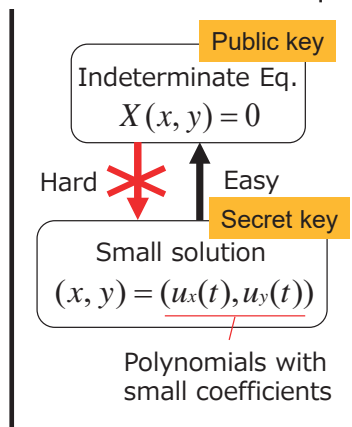 Public key
Indeterminate Eq.
X(x, y) = 0
Hard
Easy
Secret key
Small solution
(x, y) = (ux(t), uy(t))
Polynomials with
small coefficients